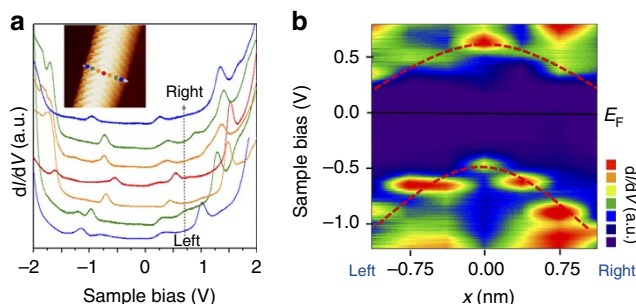 a
Right
Left
dI/dV (a.u.)
−2
−1
0
1
2
Sample bias (V)
b
0.5
0.0
−0.5
−1.0
Sample bias (V)
E_F
dI/dV (a.u.)
Left
−0.75
0.00
0.75
Right
x (nm)